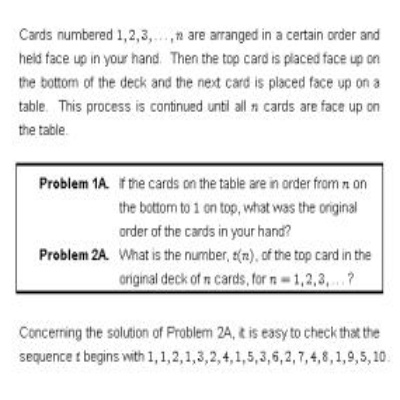 Cards numbered 1,2,3,...,n are arranged in a certain order and
held face up in your hand. Then the top card is placed face up on
the bottom of the deck and the next card is placed face up on a
table. This process is continued until all n cards are face up on
the table.
Problem 1A. If the cards on the table are in order from n on
the bottom to 1 on top, what was the original
order of the cards in your hand?
Problem 2A. What is the number, t(n), of the top card in the
original deck of n cards, for n = 1,2,3,...?
Concerning the solution of Problem 2A, it is easy to check that the
sequence t begins with 1,1,2,1,3,2,4,1,5,3,6,2,7,4,8,1,9,5,10.